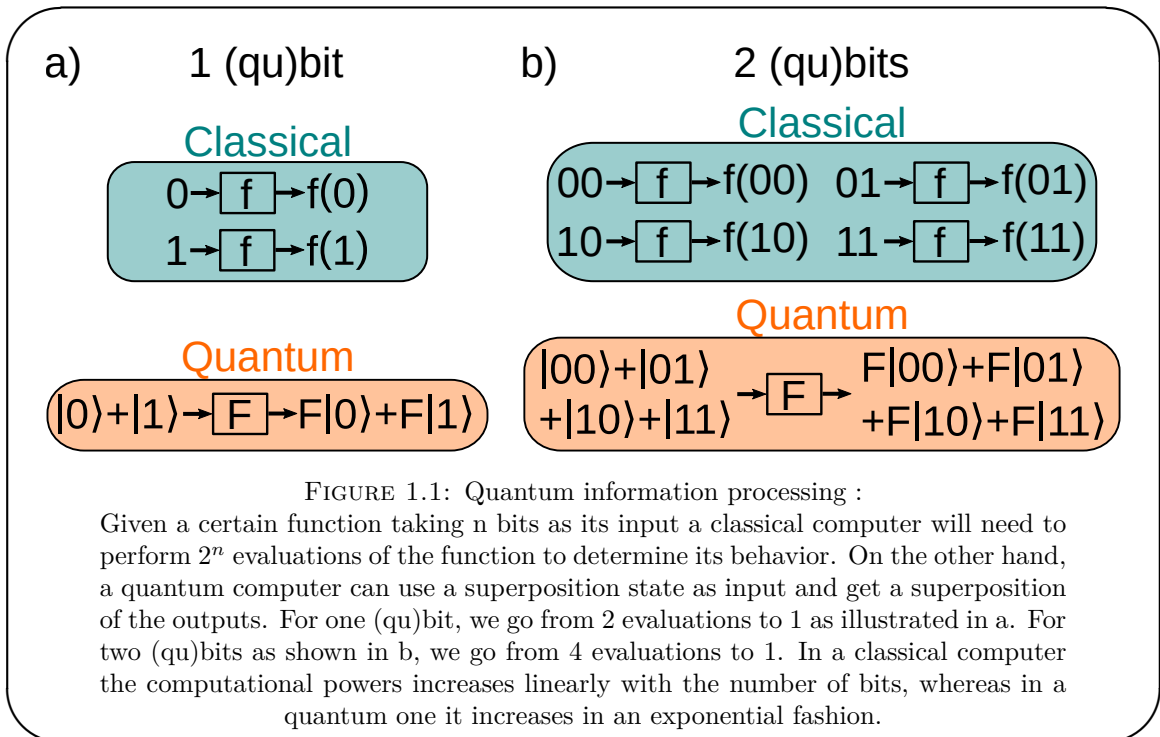 a) 1 (qu)bit
Classical
0 → f → f(0)
1 → f → f(1)
Quantum
|0⟩+|1⟩ → F → F|0⟩+F|1⟩
b) 2 (qu)bits
Classical
00 → f → f(00) 01 → f → f(01)
10 → f → f(10) 11 → f → f(11)
Quantum
|00⟩+|01⟩
+|10⟩+|11⟩ → F → F|00⟩+F|01⟩
+F|10⟩+F|11⟩
FIGURE 1.1: Quantum information processing :
Given a certain function taking n bits as its input a classical computer will need to
perform 2ⁿ evaluations of the function to determine its behavior. On the other hand,
a quantum computer can use a superposition state as input and get a superposition
of the outputs. For one (qu)bit, we go from 2 evaluations to 1 as illustrated in a. For
two (qu)bits as shown in b, we go from 4 evaluations to 1. In a classical computer
the computational powers increases linearly with the number of bits, whereas in a
quantum one it increases in an exponential fashion.